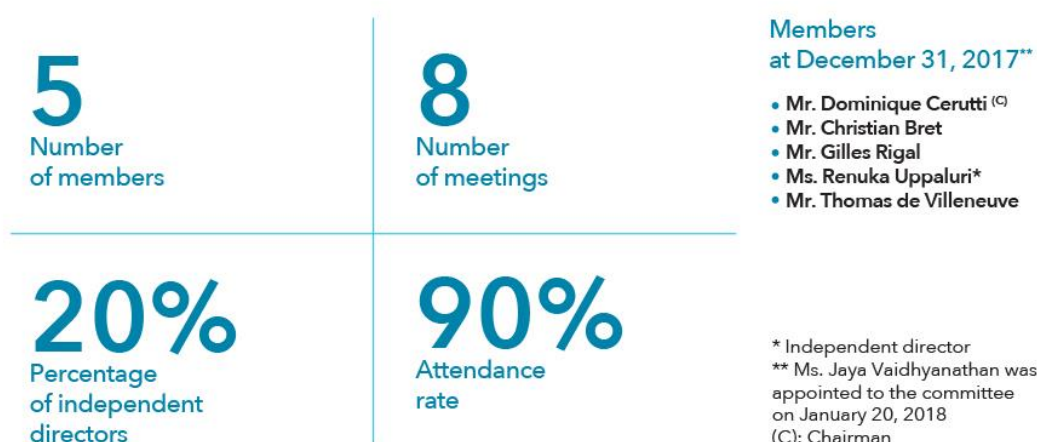 5
Number
of members
8
Number
of meetings
20%
Percentage
of independent
directors
90%
Attendance
rate
Members
at December 31, 2017**
• Mr. Dominique Cerutti (C)
• Mr. Christian Bret
• Mr. Gilles Rigal
• Ms. Renuka Uppaluri*
• Mr. Thomas de Villeneuve
* Independent director
** Ms. Jaya Vaidhyanathan was
appointed to the committee
on January 20, 2018
(C): Chairman